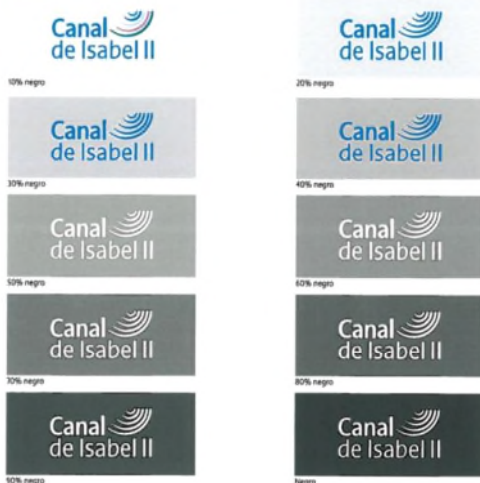 Canal
de Isabel II
10% negro
Canal
de Isabel II
20% negro
Canal
de Isabel II
30% negro
Canal
de Isabel II
40% negro
Canal
de Isabel II
50% negro
Canal
de Isabel II
60% negro
Canal
de Isabel II
70% negro
Canal
de Isabel II
80% negro
Canal
de Isabel II
90% negro
Canal
de Isabel II
Negro